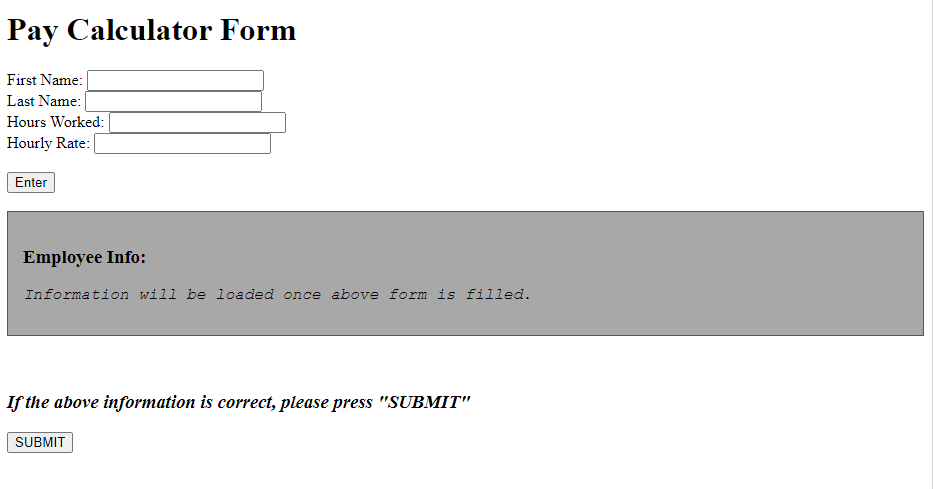 Pay Calculator Form
First Name:
Last Name:
Hours Worked:
Hourly Rate:
Enter
Employee Info:
Information will be loaded once above form is filled.
If the above information is correct, please press "SUBMIT"
SUBMIT